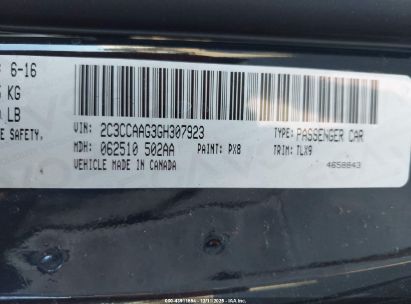 6-16
KG
LB
E SAFETY.
VIN: 2C3CCAAG3GH307923
TYPE: PASSENGER CAR
MDH: 062510 502AA
PAINT: PX8
TRIM: TLX9
VEHICLE MADE IN CANADA
4658843